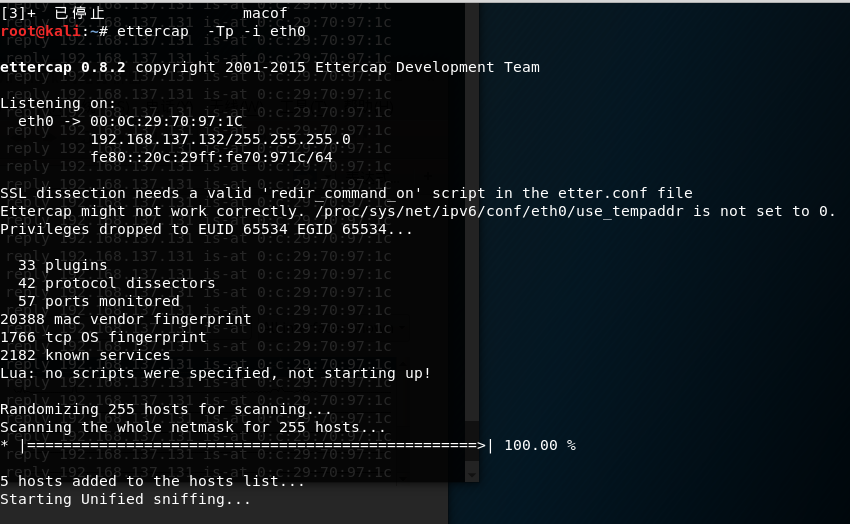 [3]+  已停止               macof
root@kali:~# ettercap  -Tp -i eth0

ettercap 0.8.2 copyright 2001-2015 Ettercap Development Team

Listening on:
  eth0 -> 00:0C:29:70:97:1C
          192.168.137.132/255.255.255.0
          fe80::20c:29ff:fe70:971c/64

SSL dissection needs a valid 'redir_command_on' script in the etter.conf file
Ettercap might not work correctly. /proc/sys/net/ipv6/conf/eth0/use_tempaddr is not set to 0.
Privileges dropped to EUID 65534 EGID 65534...

  33 plugins
  42 protocol dissectors
  57 ports monitored
20388 mac vendor fingerprint
1766 tcp OS fingerprint
2182 known services
Lua: no scripts were specified, not starting up!

Randomizing 255 hosts for scanning...
Scanning the whole netmask for 255 hosts...
* |==================================================>| 100.00 %

5 hosts added to the hosts list...
Starting Unified sniffing...